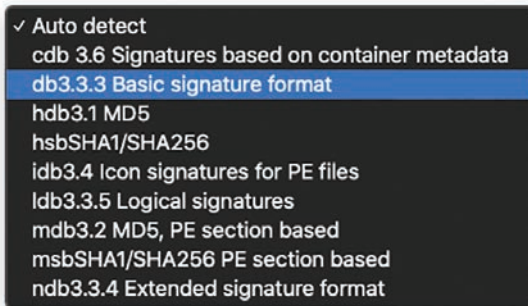 ✓ Auto detect
cdb 3.6 Signatures based on container metadata
db3.3.3 Basic signature format
hdb3.1 MD5
hsbSHA1/SHA256
idb3.4 Icon signatures for PE files
ldb3.3.5 Logical signatures
mdb3.2 MD5, PE section based
msbSHA1/SHA256 PE section based
ndb3.3.4 Extended signature format